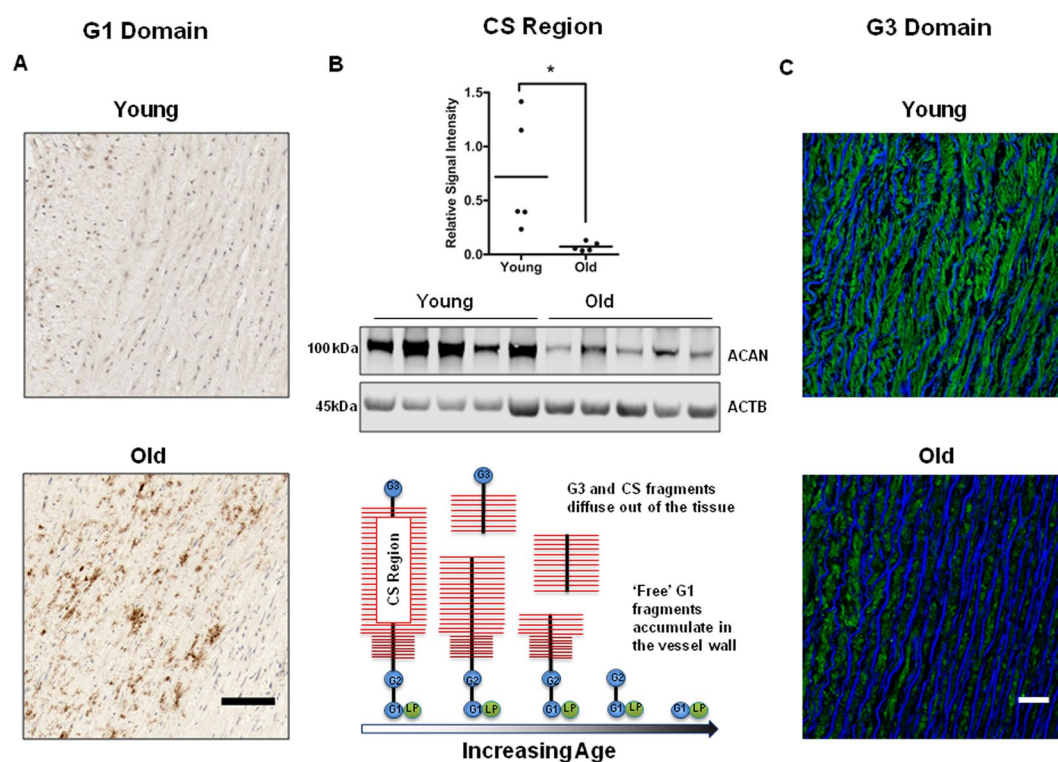 G1 Domain
CS Region
G3 Domain
A
B
C
Young
Old
*
Relative Signal Intensity
1.5
1.0
0.5
0.0
Young
Old
Young
Old
100 kDa
ACAN
45kDa
ACTB
G3
CS Region
G2
G1
LP
G3
G2
G1
LP
G2
G1
LP
G2
G1
LP
G1
LP
G3 and CS fragments
diffuse out of the tissue
'Free' G1
fragments
accumulate in
the vessel wall
Increasing Age
Young
Old